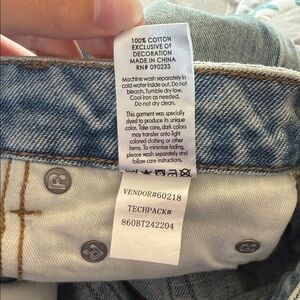 100% COTTON
EXCLUSIVE OF
DECORATION
MADE IN CHINA
RN# 090233
Machine wash separately in
cold water inside out. Do not
bleach. Tumble dry low.
Cool iron as needed.
Do not dry clean.
This garment was specially
dyed to produce its unique
color. Take care, dark colors
may transfer onto light
colored clothing or other
items. To minimise fading,
please wash separately and
follow care instructions.
VENDOR#60218
TECHPACK#
860BT242204